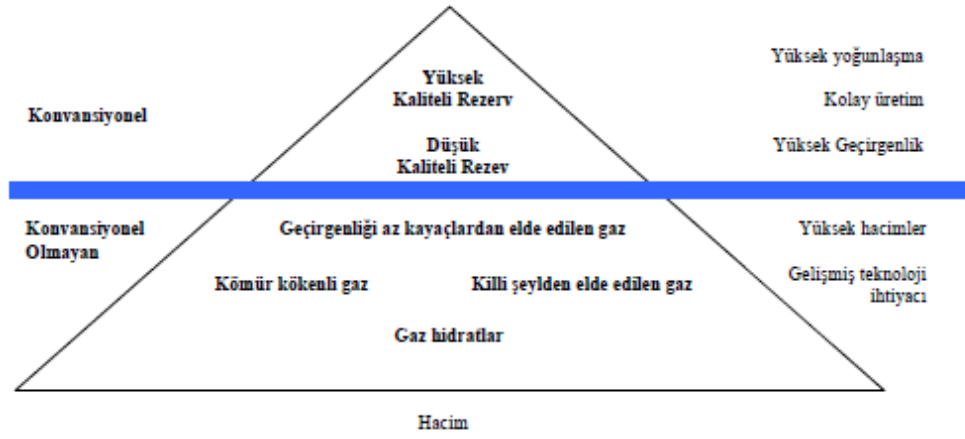 Yüksek yoğunlaşma
Yüksek
Kaliteli Rezerv
Kolay üretim
Konvansiyonel
Düşük
Kaliteli Rezev
Yüksek Geçirgenlik
Konvansiyonel
Olmayan
Geçirgenliği az kayaçlardan elde edilen gaz
Yüksek hacimler
Kömür kökenli gaz
Killi şeylden elde edilen gaz
Gelişmiş teknoloji
ihtiyacı
Gaz hidratlar
Hacim